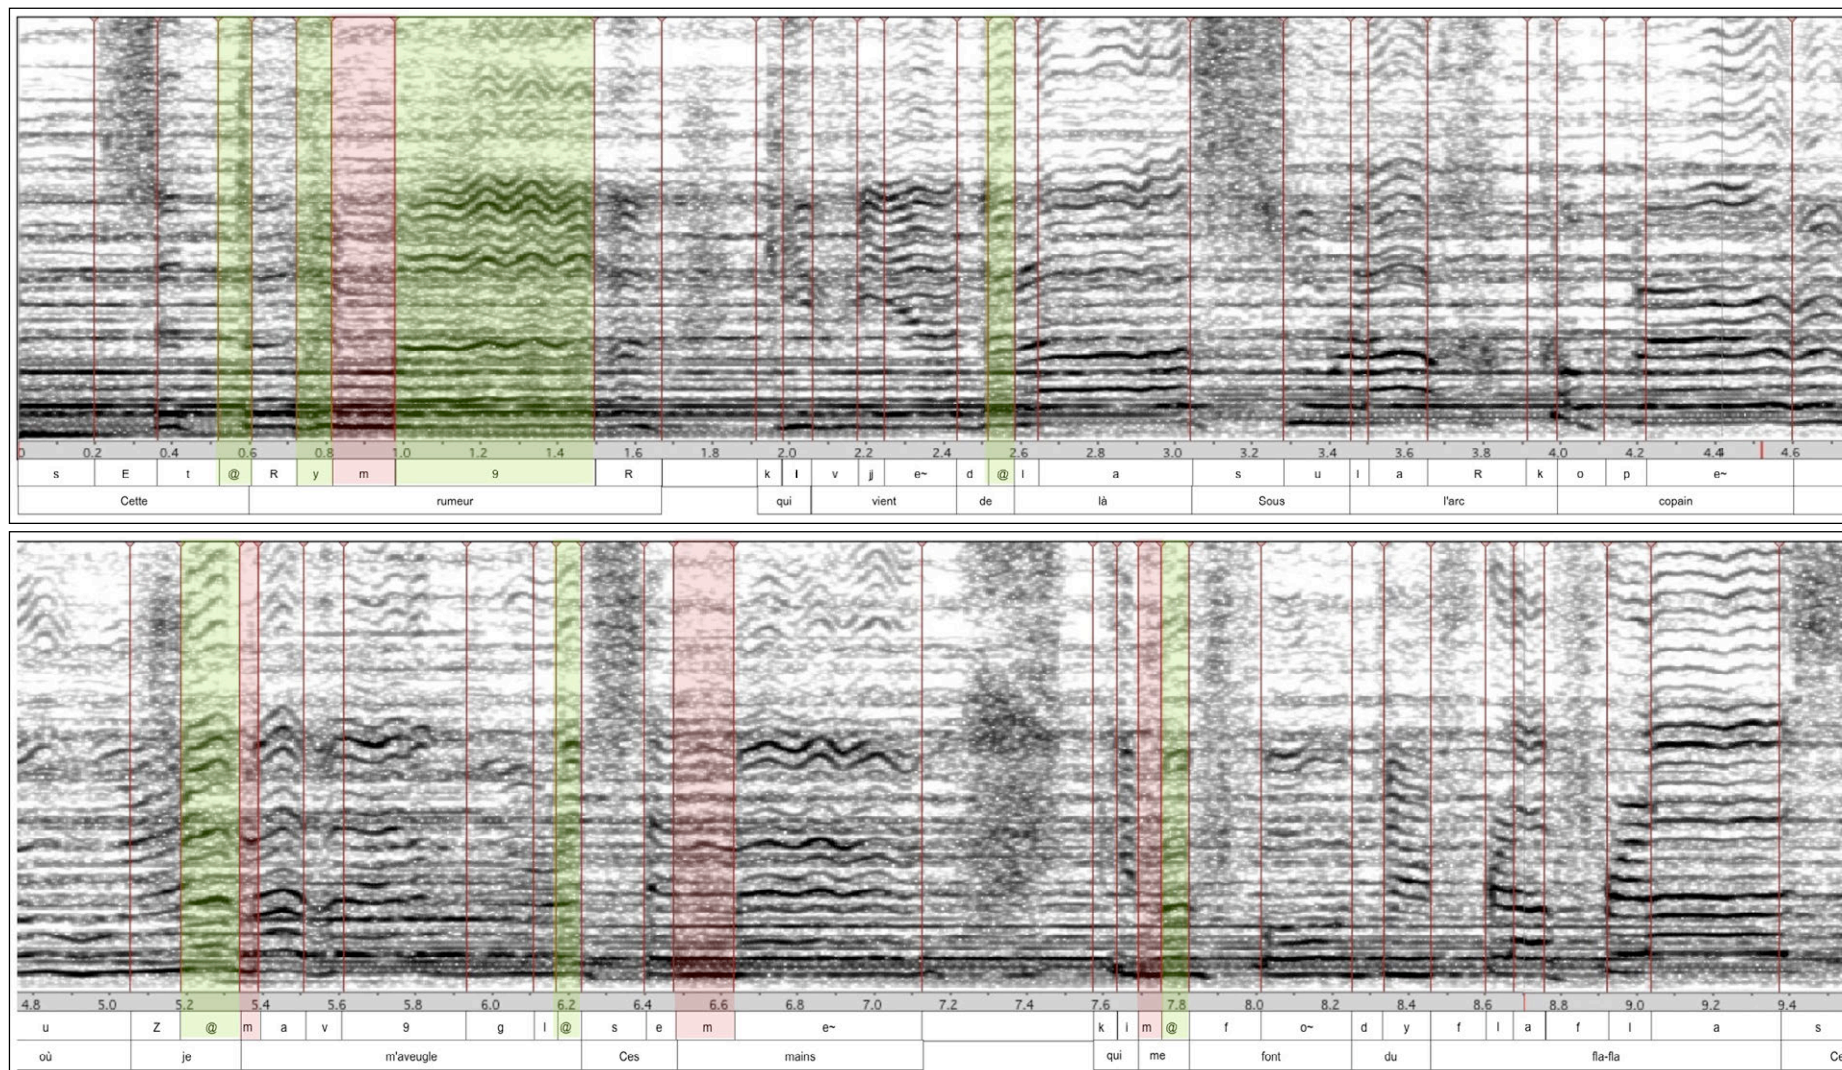 0 0.2 0.4 0.6 0.8 1.0 1.2 1.4 1.6 1.8 2.0 2.2 2.4 2.6 2.8 3.0 3.2 3.4 3.6 3.8 4.0 4.2 4.4 4.6
s E t @ R y m 9 R k I v jj e~ d @ l a s u l a R k o p e~
Cette rumeur qui vient de là Sous l'arc copain
4.8 5.0 5.2 5.4 5.6 5.8 6.0 6.2 6.4 6.6 6.8 7.0 7.2 7.4 7.6 7.8 8.0 8.2 8.4 8.6 8.8 9.0 9.2 9.4
u Z @ m a v 9 g l @ s e m e~ k i m @ f o~ d y f l a f l a s
où je m'aveugle Ces mains qui me font du fla-fla Ce